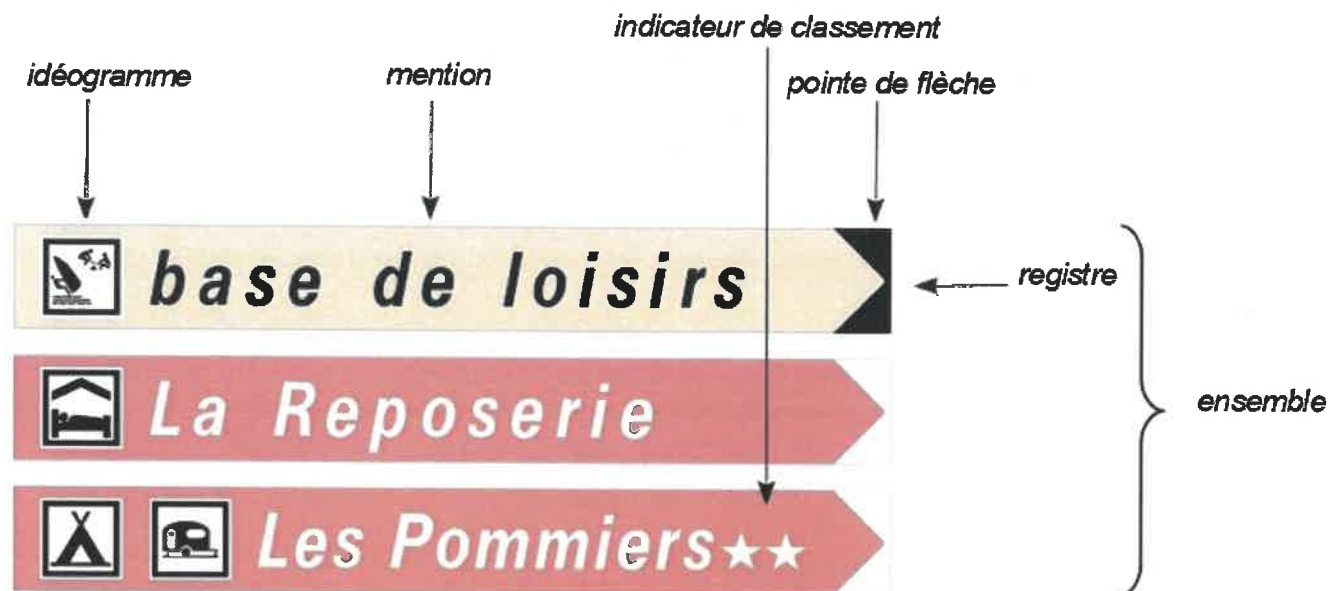 indicateur de classement
idéogramme
mention
pointe de flèche
base de loisirs
registre
La Reposerie
ensemble
Les Pommiers★★